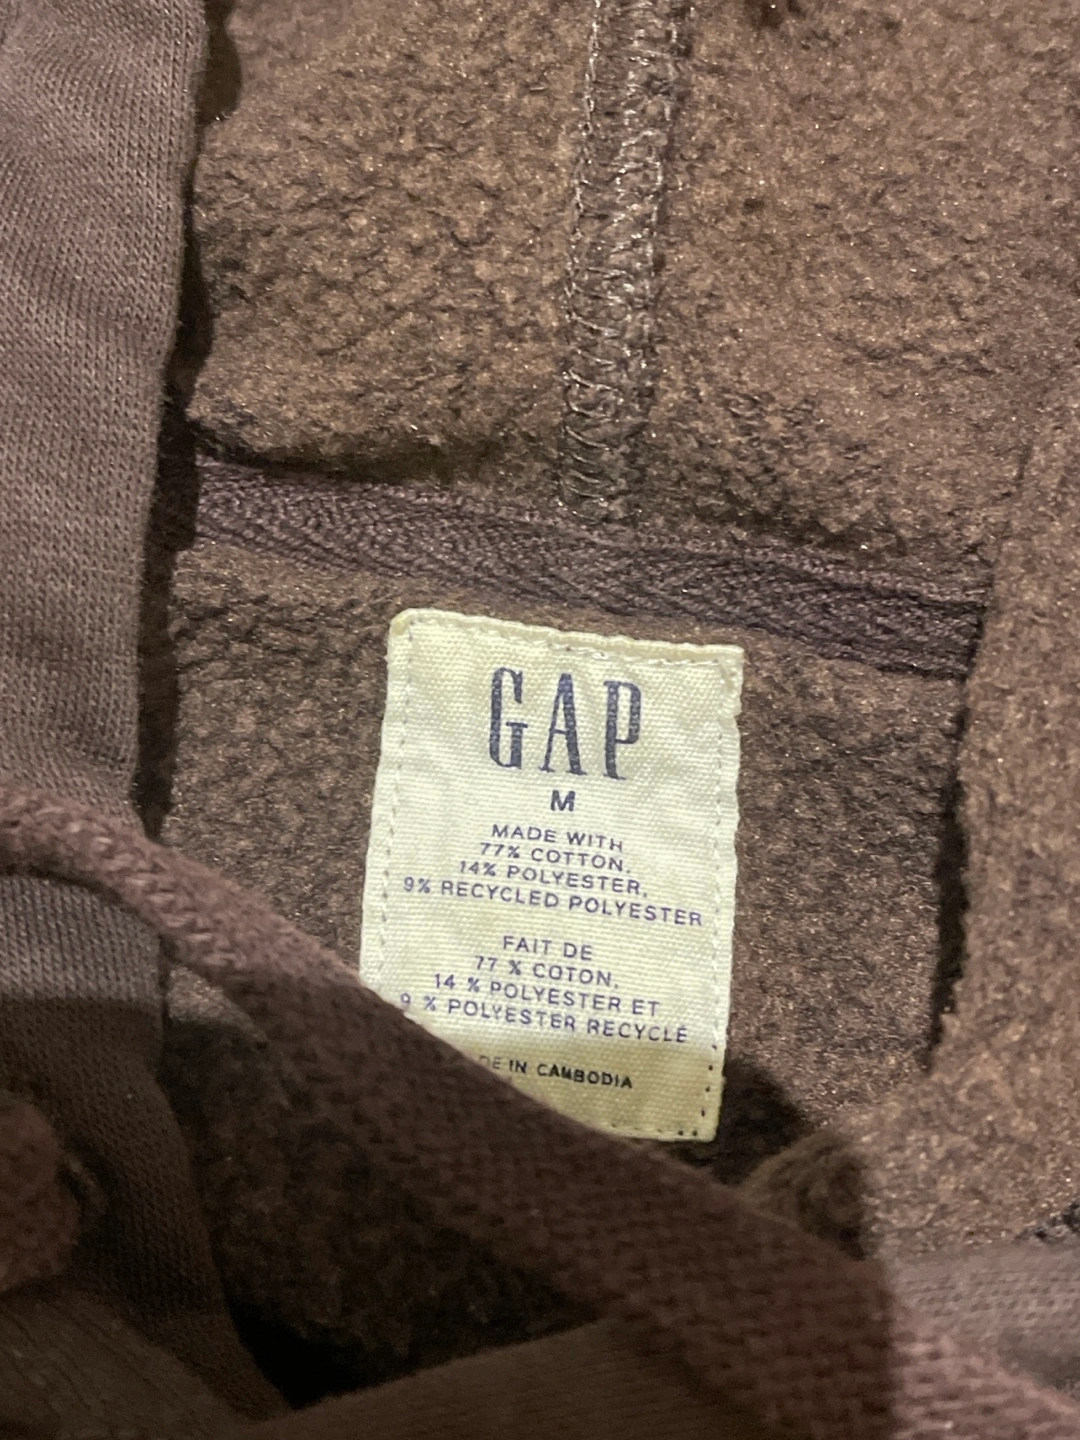 GAP
M
MADE WITH
77% COTTON,
14% POLYESTER,
9% RECYCLED POLYESTER
FAIT DE
77 % COTON,
14 % POLYESTER ET
9 % POLYESTER RECYCLÉ
DE IN CAMBODIA